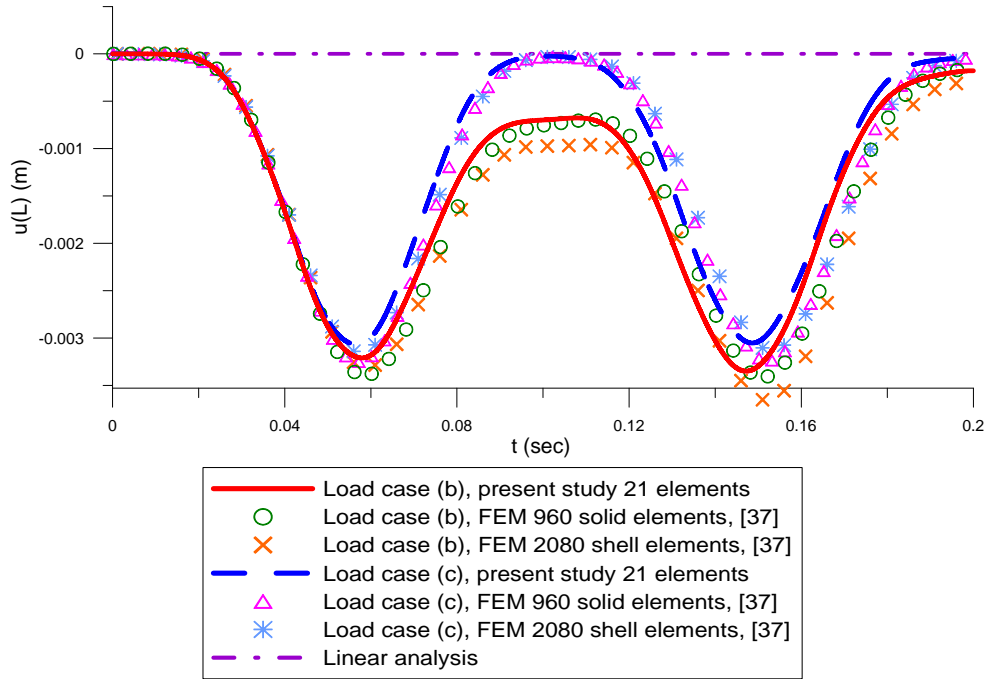 0
-0.001
-0.002
-0.003
u(L) (m)
0 0.04 0.08 0.12 0.16 0.2
t (sec)
Load case (b), present study 21 elements
Load case (b), FEM 960 solid elements, [37]
Load case (b), FEM 2080 shell elements, [37]
Load case (c), present study 21 elements
Load case (c), FEM 960 solid elements, [37]
Load case (c), FEM 2080 shell elements, [37]
Linear analysis